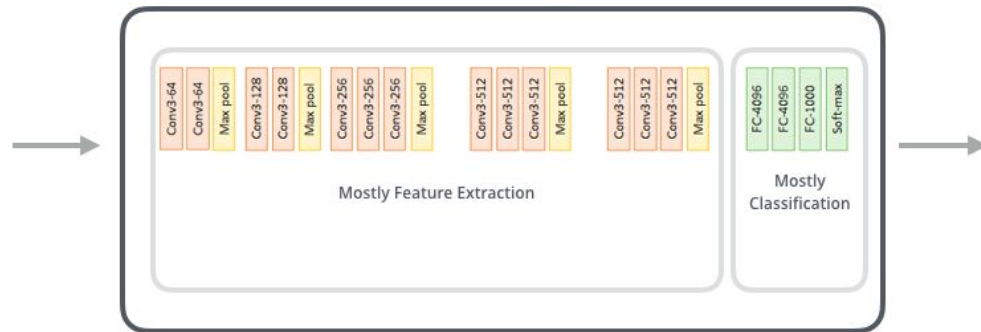 Conv3-64
Conv3-64
Max pool
Conv3-128
Conv3-128
Max pool
Conv3-256
Conv3-256
Conv3-256
Max pool
Conv3-512
Conv3-512
Conv3-512
Max pool
Conv3-512
Conv3-512
Conv3-512
Max pool
FC-4096
FC-4096
FC-1000
Soft-max
Mostly Feature Extraction
Mostly
Classification